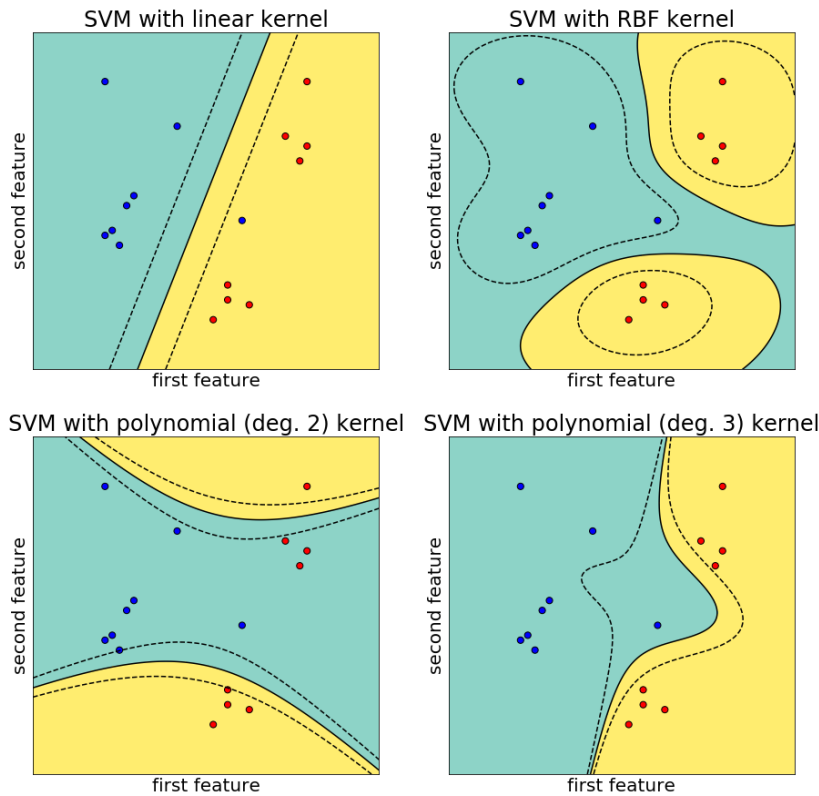 SVM with linear kernel
SVM with RBF kernel
second feature
second feature
first feature
first feature
SVM with polynomial (deg. 2) kernel
SVM with polynomial (deg. 3) kernel
second feature
second feature
first feature
first feature